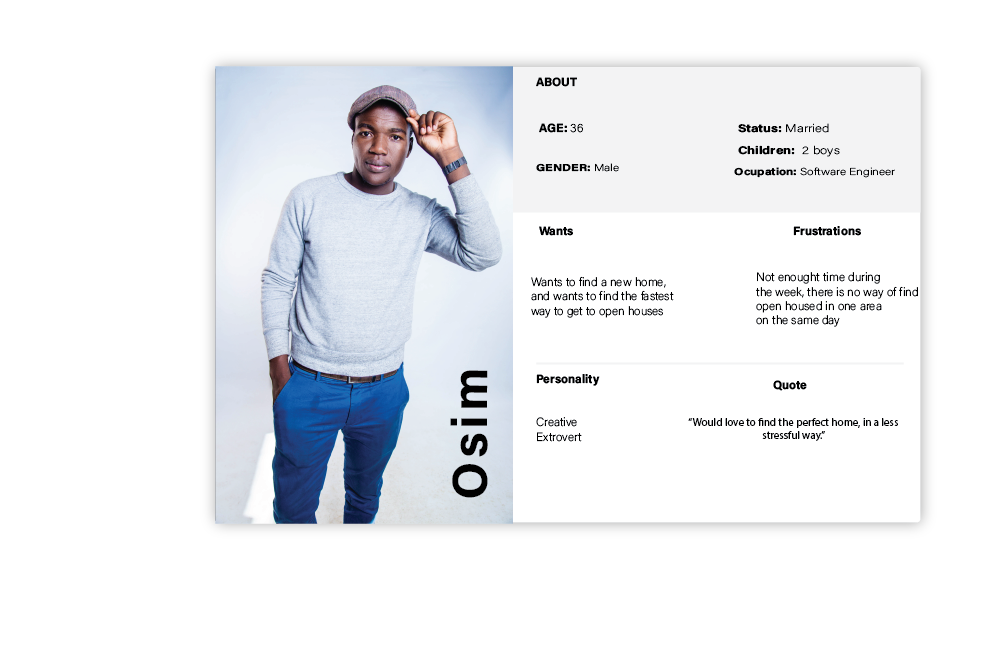 Osim
ABOUT
AGE: 36
GENDER: Male
Status: Married
Children: 2 boys
Ocupation: Software Engineer
Wants
Wants to find a new home,
and wants to find the fastest
way to get to open houses
Frustrations
Not enought time during
the week, there is no way of find
open housed in one area
on the same day
Personality
Creative
Extrovert
Quote
“Would love to find the perfect home, in a less
stressful way.”